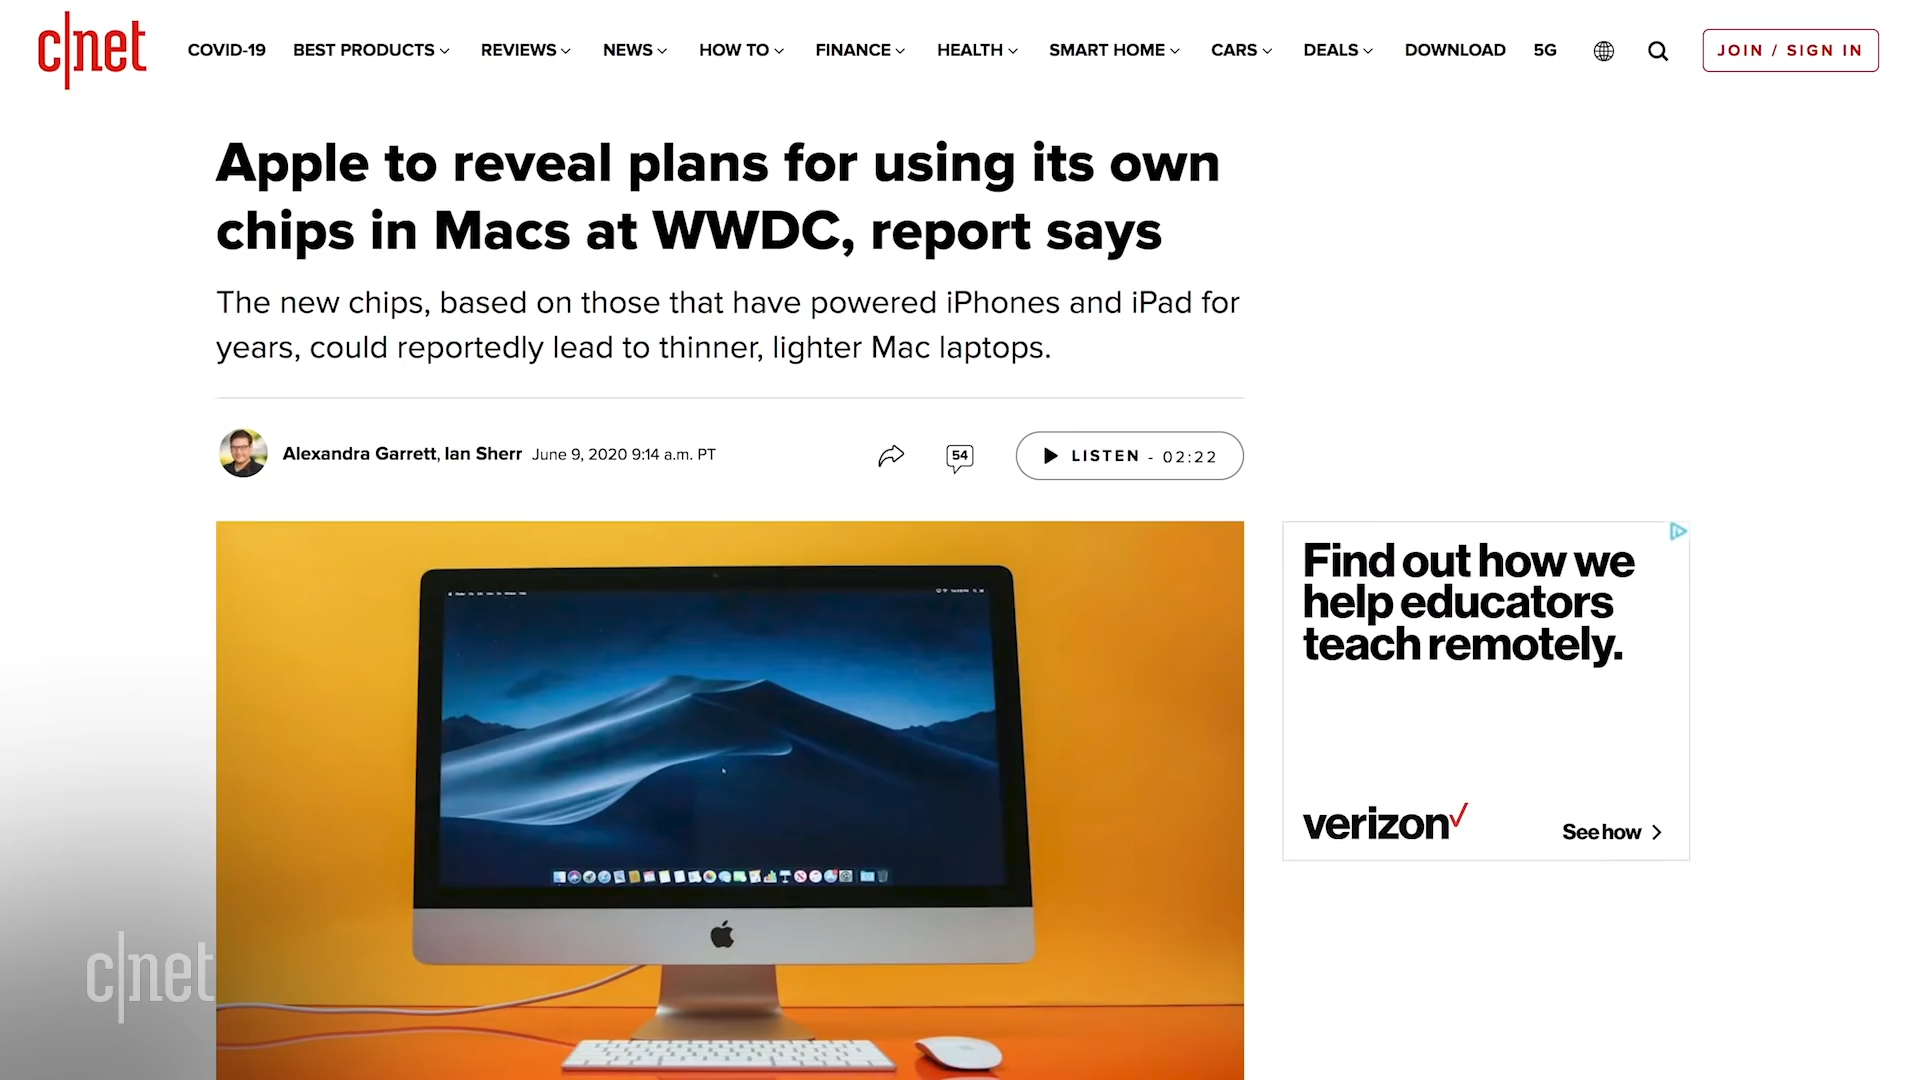 c|net
COVID-19 BEST PRODUCTS REVIEWS NEWS HOW TO FINANCE HEALTH SMART HOME CARS DEALS DOWNLOAD 5G JOIN / SIGN IN
Apple to reveal plans for using its own
chips in Macs at WWDC, report says
The new chips, based on those that have powered iPhones and iPad for
years, could reportedly lead to thinner, lighter Mac laptops.
Alexandra Garrett, Ian Sherr June 9, 2020 9:14 a.m. PT
54
LISTEN - 02:22
Find out how we
help educators
teach remotely.
verizon
See how
c|net